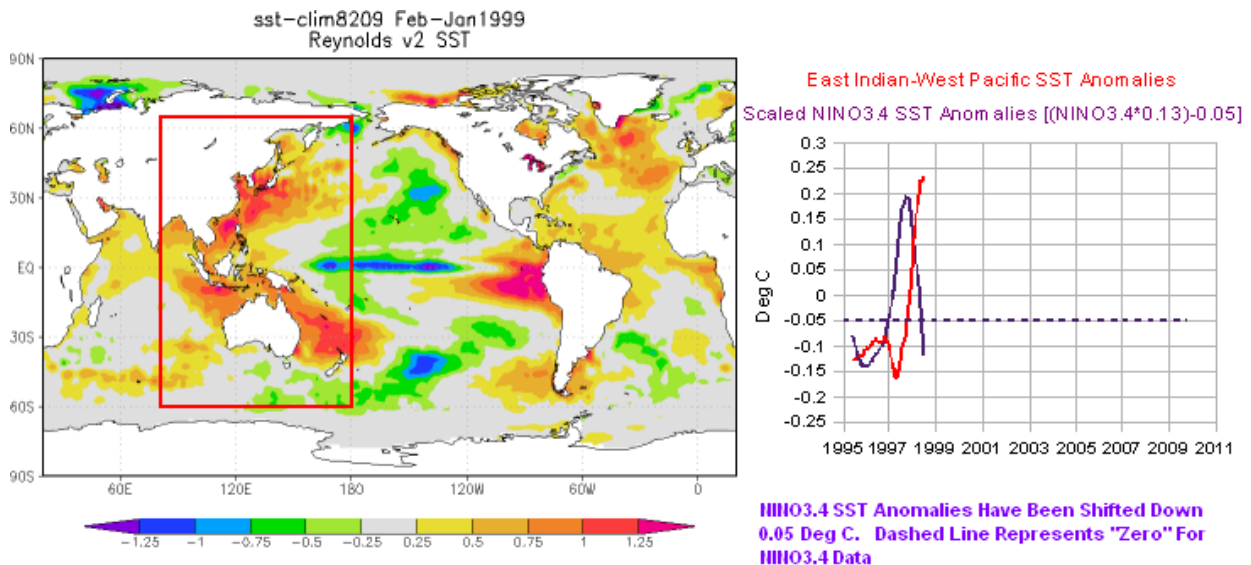 sst-clim8209 Feb-Jan1999
Reynolds v2 SST
90N
60N
30N
EQ
30S
60S
90S
60E
120E
180
120W
60W
0
-1.25
-1
-0.75
-0.5
-0.25
0.25
0.5
0.75
1
1.25
East Indian-West Pacific SST Anomalies
Scaled NINO3.4 SST Anomalies [(NINO3.4*0.13)-0.05]
Deg C
0.3
0.25
0.2
0.15
0.1
0.05
0
-0.05
-0.1
-0.15
-0.2
-0.25
1995 1997 1999 2001 2003 2005 2007 2009 2011
NINO3.4 SST Anomalies Have Been Shifted Down
0.05 Deg C. Dashed Line Represents "Zero" For
NINO3.4 Data